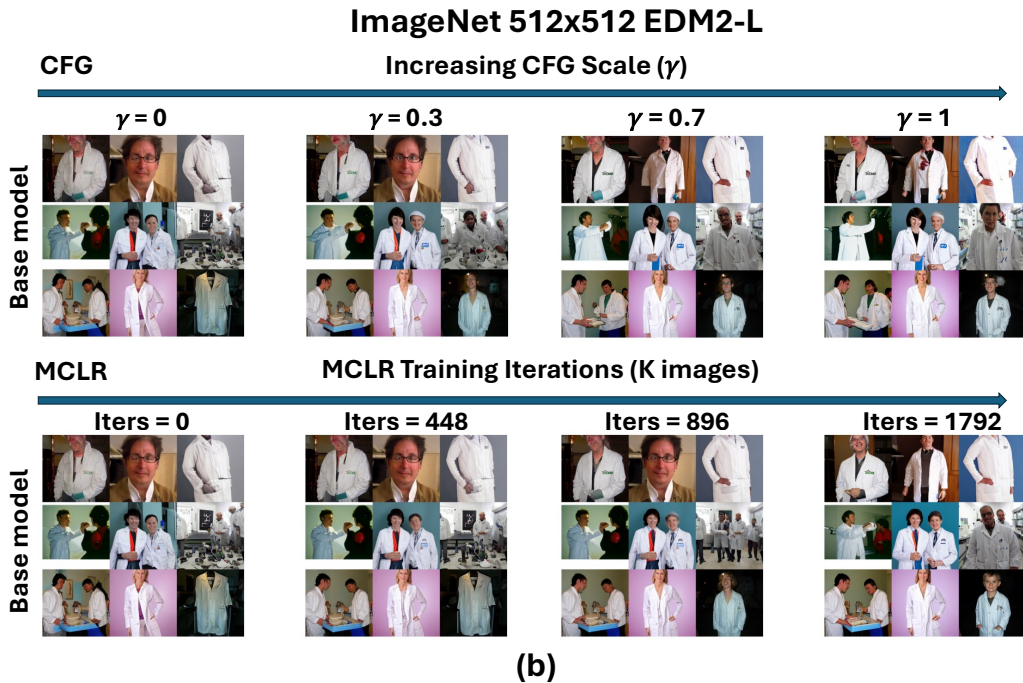 ImageNet 512x512 EDM2-L
CFG
Increasing CFG Scale (γ)
γ = 0
γ = 0.3
γ = 0.7
γ = 1
Base model
MCLR
MCLR Training Iterations (K images)
Iters = 0
Iters = 448
Iters = 896
Iters = 1792
Base model
(b)